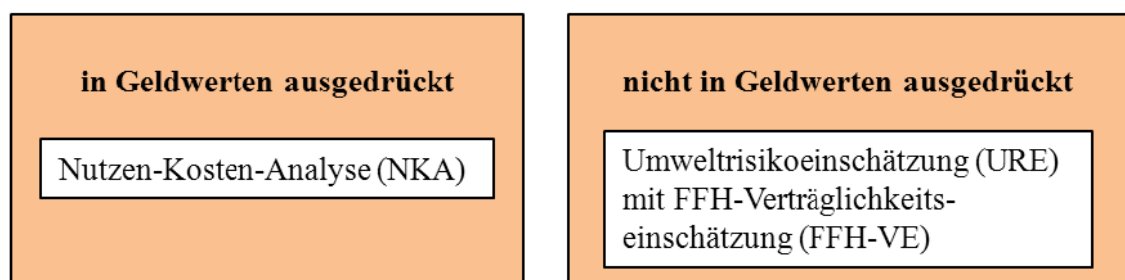 in Geldwerten ausgedrückt
Nutzen-Kosten-Analyse (NKA)
nicht in Geldwerten ausgedrückt
Umweltrisikoeinschätzung (URE)
mit FFH-Verträglichkeits-
einschätzung (FFH-VE)